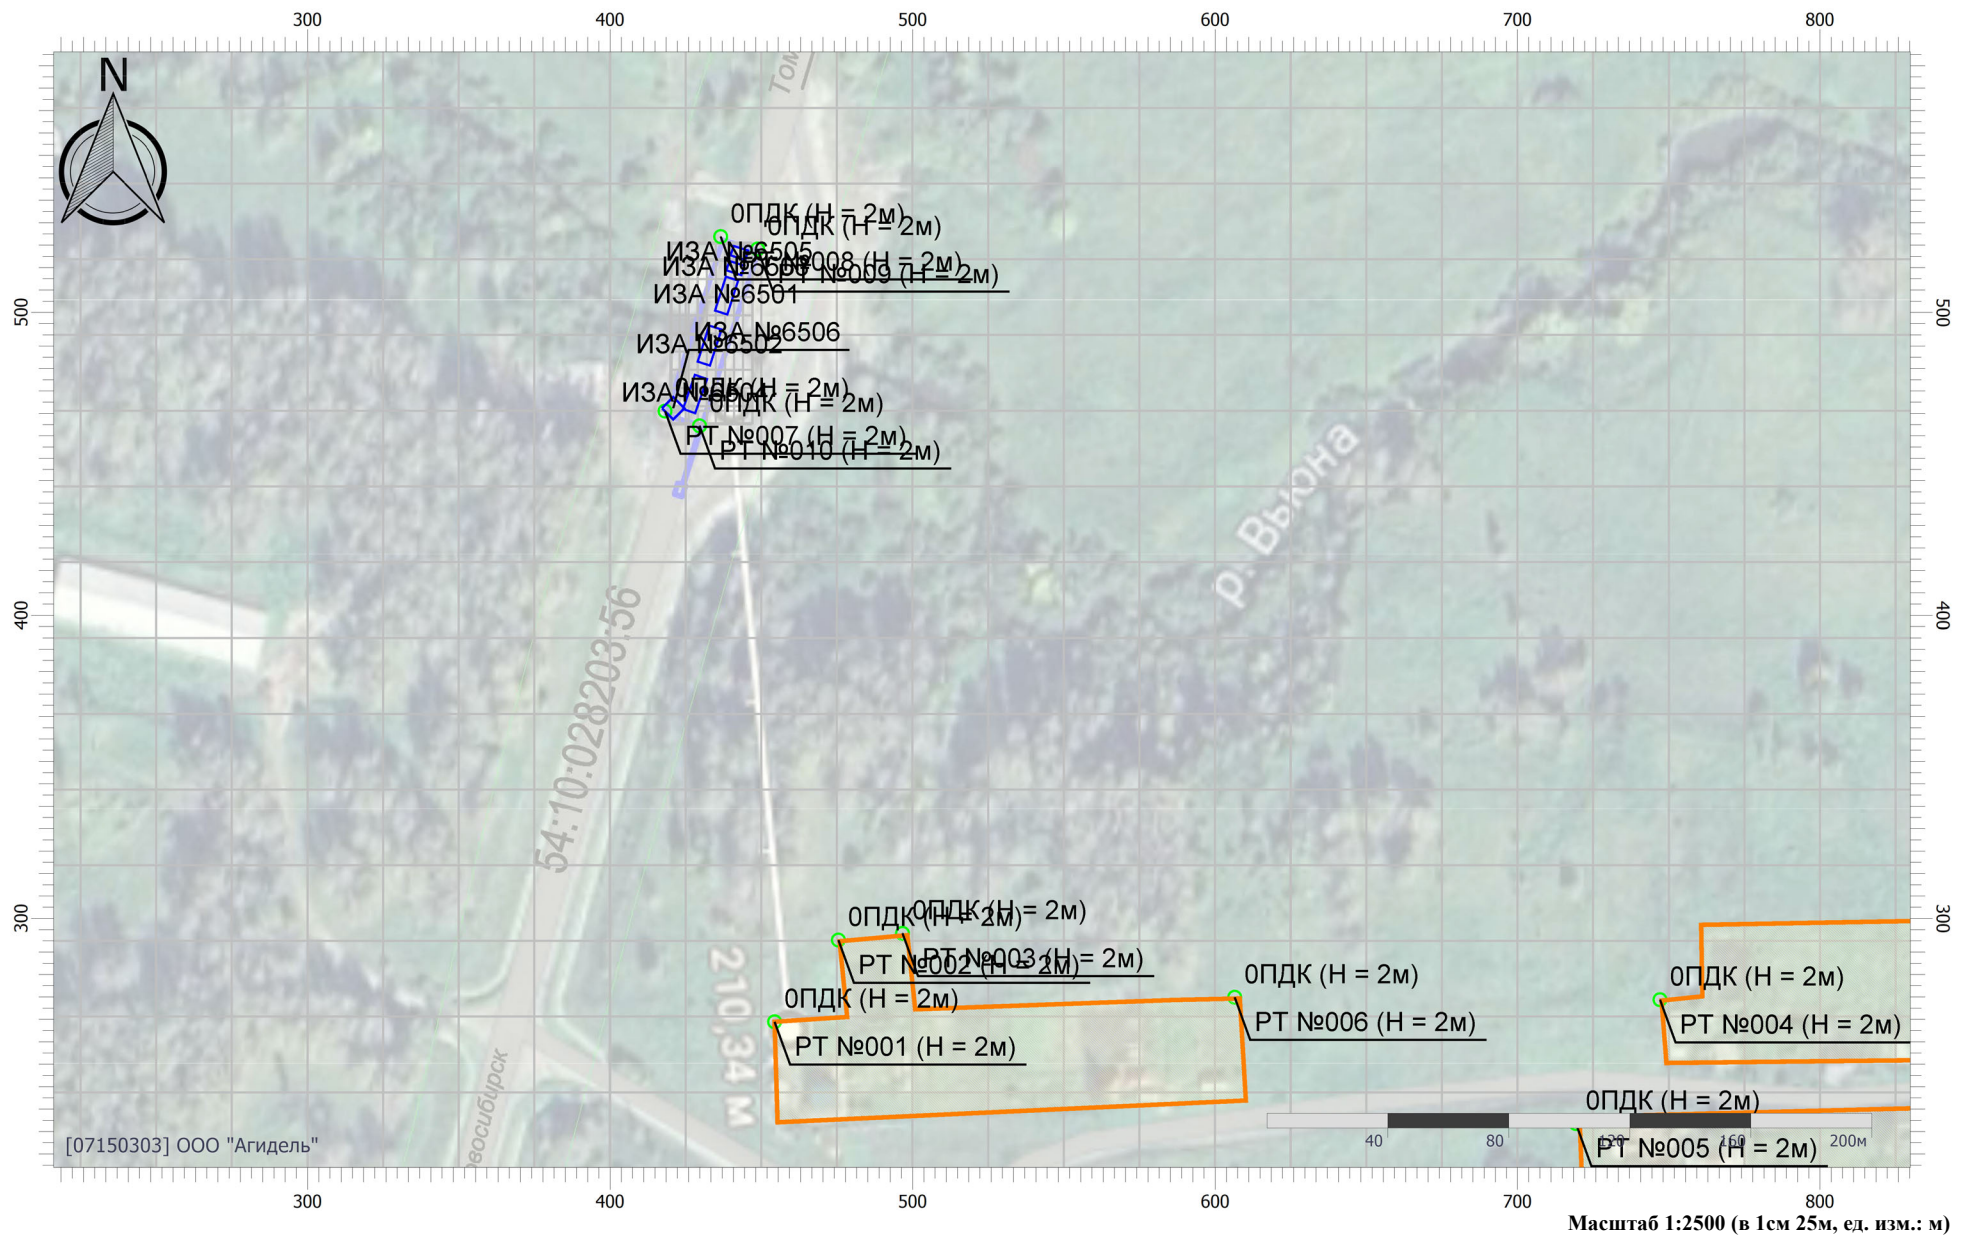 300 400 500 600 700 800
N
Том
0ПДК (Н = 2м)
0ПДК (Н = 2м)
ИЗА №6505
РТ №008 (Н = 2м)
ИЗА №
РТ №009 (Н = 2м)
ИЗА №6501
500
500
ИЗА №6506
ИЗА №6502
0ПДК (Н = 2м)
ИЗА №6504
0ПДК (Н = 2м)
РТ №007 (Н = 2м)
РТ №010 (Н = 2м)
р. Вьюна
400
400
54:10:028203:56
300
300
0ПДК (Н = 2м)
0ПДК (Н = 2м)
РТ №003 (Н = 2м)
РТ №002 (Н = 2м)
210,34 м
0ПДК (Н = 2м)
0ПДК (Н = 2м)
0ПДК (Н = 2м)
РТ №006 (Н = 2м)
РТ №004 (Н = 2м)
РТ №001 (Н = 2м)
овосибирск
0ПДК (Н = 2м)
40 80 120 160 200м
РТ №005 (Н = 2м)
[07150303] ООО "Агидель"
300 400 500 600 700 800
Масштаб 1:2500 (в 1см 25м, ед. изм.: м)